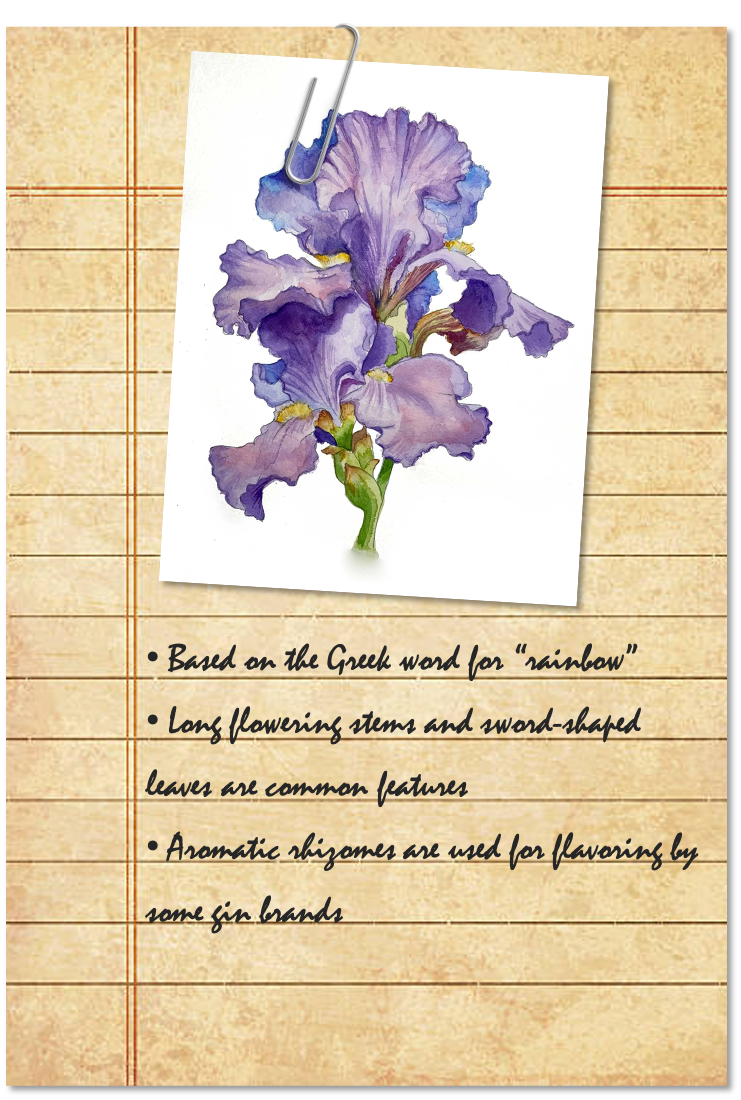 • Based on the Greek word for “rainbow”
• Long flowering stems and sword-shaped
leaves are common features
• Aromatic rhizomes are used for flavoring by
some gin brands